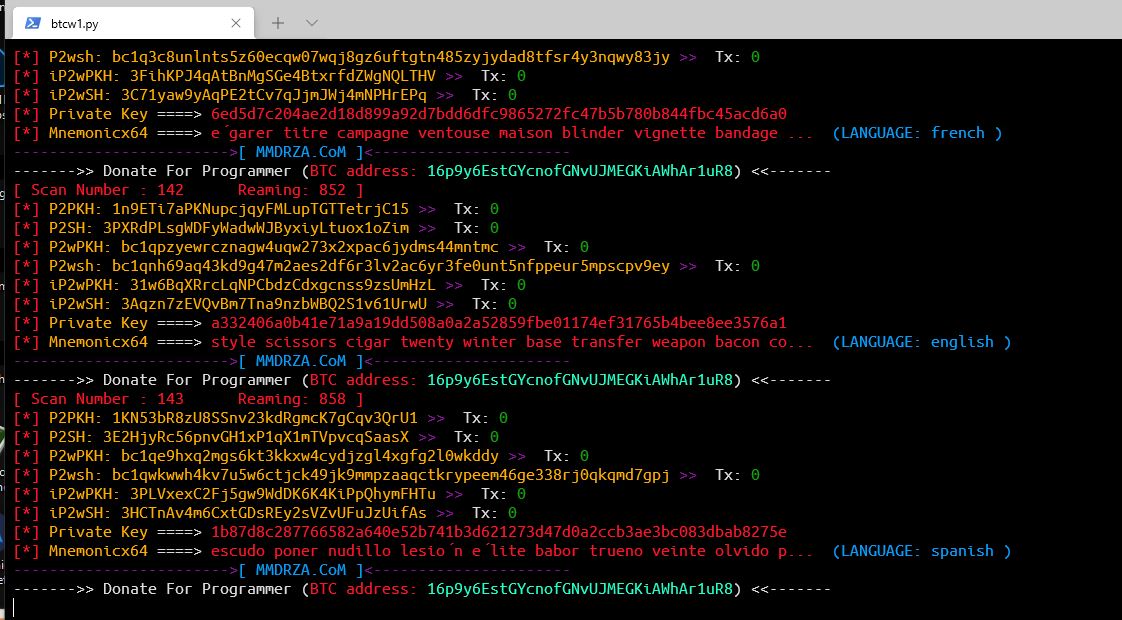 btcw1.py
[*] P2wsh: bc1q3c8unlnts5z60ecqw07wqj8gz6uftgtn485zyjydad8tfsr4y3nqwy83jy >> Tx: 0
[*] iP2wPKH: 3FihKPJ4qAtBnMgSGe4BtxrfdZWgNQLTHV >> Tx: 0
[*] iP2wSH: 3C71yaw9yAqPE2tCv7qJjmJWj4mNPHrEPq >> Tx: 0
[*] Private Key ====> 6ed5d7c204ae2d18d899a92d7bdd6dfc9865272fc47b5b780b844fbc45acd6a0
[*] Mnemonicx64 ====> e´garer titre campagne ventouse maison blinder vignette bandage ... (LANGUAGE: french )
------------------------>[ MMDRZA.CoM ]<----------------------
------->> Donate For Programmer (BTC address: 16p9y6EstGYcnofGNvUJMEGKiAWhAr1uR8) <<-------
[ Scan Number : 142 Reaming: 852 ]
[*] P2PKH: 1n9ETi7aPKNupcjqyFMLupTGTTetrjC15 >> Tx: 0
[*] P2SH: 3PXRdPLsgWDFyWadwWJByxiyLtuox1oZim >> Tx: 0
[*] P2wPKH: bc1qpzyewrcznagw4uqw273x2xpac6jydms44mntmc >> Tx: 0
[*] P2wsh: bc1qnh69aq43kd9g47m2aes2df6r3lv2ac6yr3fe0unt5nfppeur5mpscpv9ey >> Tx: 0
[*] iP2wPKH: 31w6BqXRrcLqNPCbdzCdxgcnss9zsUmHzL >> Tx: 0
[*] iP2wSH: 3Aqzn7zEVQvBm7Tna9nzbWBQ2S1v61UrwU >> Tx: 0
[*] Private Key ====> a332406a0b41e71a9a19dd508a0a2a52859fbe01174ef31765b4bee8ee3576a1
[*] Mnemonicx64 ====> style scissors cigar twenty winter base transfer weapon bacon co... (LANGUAGE: english )
------------------------>[ MMDRZA.CoM ]<----------------------
------->> Donate For Programmer (BTC address: 16p9y6EstGYcnofGNvUJMEGKiAWhAr1uR8) <<-------
[ Scan Number : 143 Reaming: 858 ]
[*] P2PKH: 1KN53bR8zU8SSnv23kdRgmcK7gCqv3QrU1 >> Tx: 0
[*] P2SH: 3E2HjyRc56pnvGH1xP1qX1mTVpvcqSaasX >> Tx: 0
[*] P2wPKH: bc1qe9hxq2mgs6kt3kkxw4cydjzgl4xgfg2l0wkddy >> Tx: 0
[*] P2wsh: bc1qwkwwh4kv7u5w6ctjck49jk9mmpzaaqctkrypeem46ge338rj0qkqmd7gpj >> Tx: 0
[*] iP2wPKH: 3PLVxexC2Fj5gw9WdDK6K4KiPpQhymFHTu >> Tx: 0
[*] iP2wSH: 3HCTnAv4m6CxtGDsREy2sVZvUFuJzUifAs >> Tx: 0
[*] Private Key ====> 1b87d8c287766582a640e52b741b3d621273d47d0a2ccb3ae3bc083dbab8275e
[*] Mnemonicx64 ====> escudo poner nudillo lesio´n e´lite babor trueno veinte olvido p... (LANGUAGE: spanish )
------------------------>[ MMDRZA.CoM ]<----------------------
------->> Donate For Programmer (BTC address: 16p9y6EstGYcnofGNvUJMEGKiAWhAr1uR8) <<-------